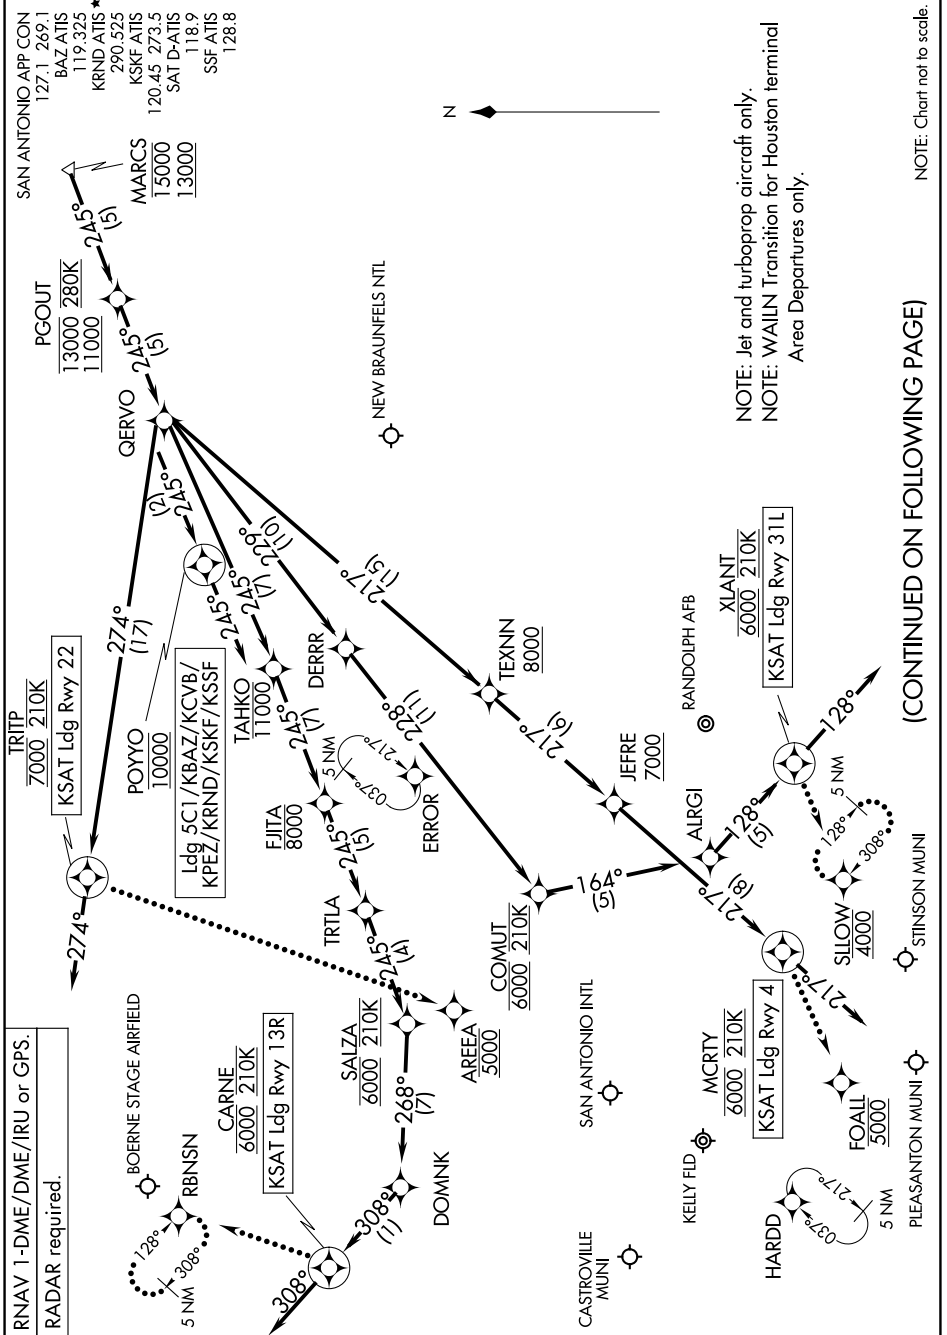 RNAV 1-DME/DME/IRU or GPS.
RADAR required.
SAN ANTONIO APP CON
127.1 269.1
BAZ ATIS
119.325
KRND ATIS ★
290.525
KSKF ATIS
120.45 273.5
SAT D-ATIS
118.9
SSF ATIS
128.8
MARCS
15000
13000
245°
(5)
PGOUT
13000 280K
11000
245°
(5)
QERVO
274°
(17)
TRITP
7000 210K
KSAT Ldg Rwy 22
274°
(2)
245°
POYYO
10000
Ldg 5C1/KBAZ/KCVB/
KPEZ/KRND/KSKF/KSSF
245°
245°
(7)
TAHKO
11000
245°
(7)
FJITA
8000
245°
(5)
TRTLA
245°
(4)
SALZA
6000 210K
268°
(7)
DOMNK
308°
(1)
CARNE
6000 210K
KSAT Ldg Rwy 13R
308°
RBNSN
128°
308°
5 NM
BOERNE STAGE AIRFIELD
AREEA
5000
5 NM
217°
037°
ERROR
229°
(10)
DERRR
228°
(11)
COMUT
6000 210K
164°
(5)
ALRGI
128°
(5)
XLANT
6000 210K
KSAT Ldg Rwy 31L
128°
5 NM
128°
308°
SLLOW
4000
217°
(15)
TEXNN
8000
217°
(6)
JEFRE
7000
217°
(8)
MCRTY
6000 210K
KSAT Ldg Rwy 4
217°
FOALL
5000
HARDD
217°
037°
5 NM
NEW BRAUNFELS NTL
RANDOLPH AFB
SAN ANTONIO INTL
KELLY FLD
CASTROVILLE
MUNI
STINSON MUNI
PLEASANTON MUNI
N
NOTE: Jet and turboprop aircraft only.
NOTE: WAILN Transition for Houston terminal
Area Departures only.
(CONTINUED ON FOLLOWING PAGE)
NOTE: Chart not to scale.